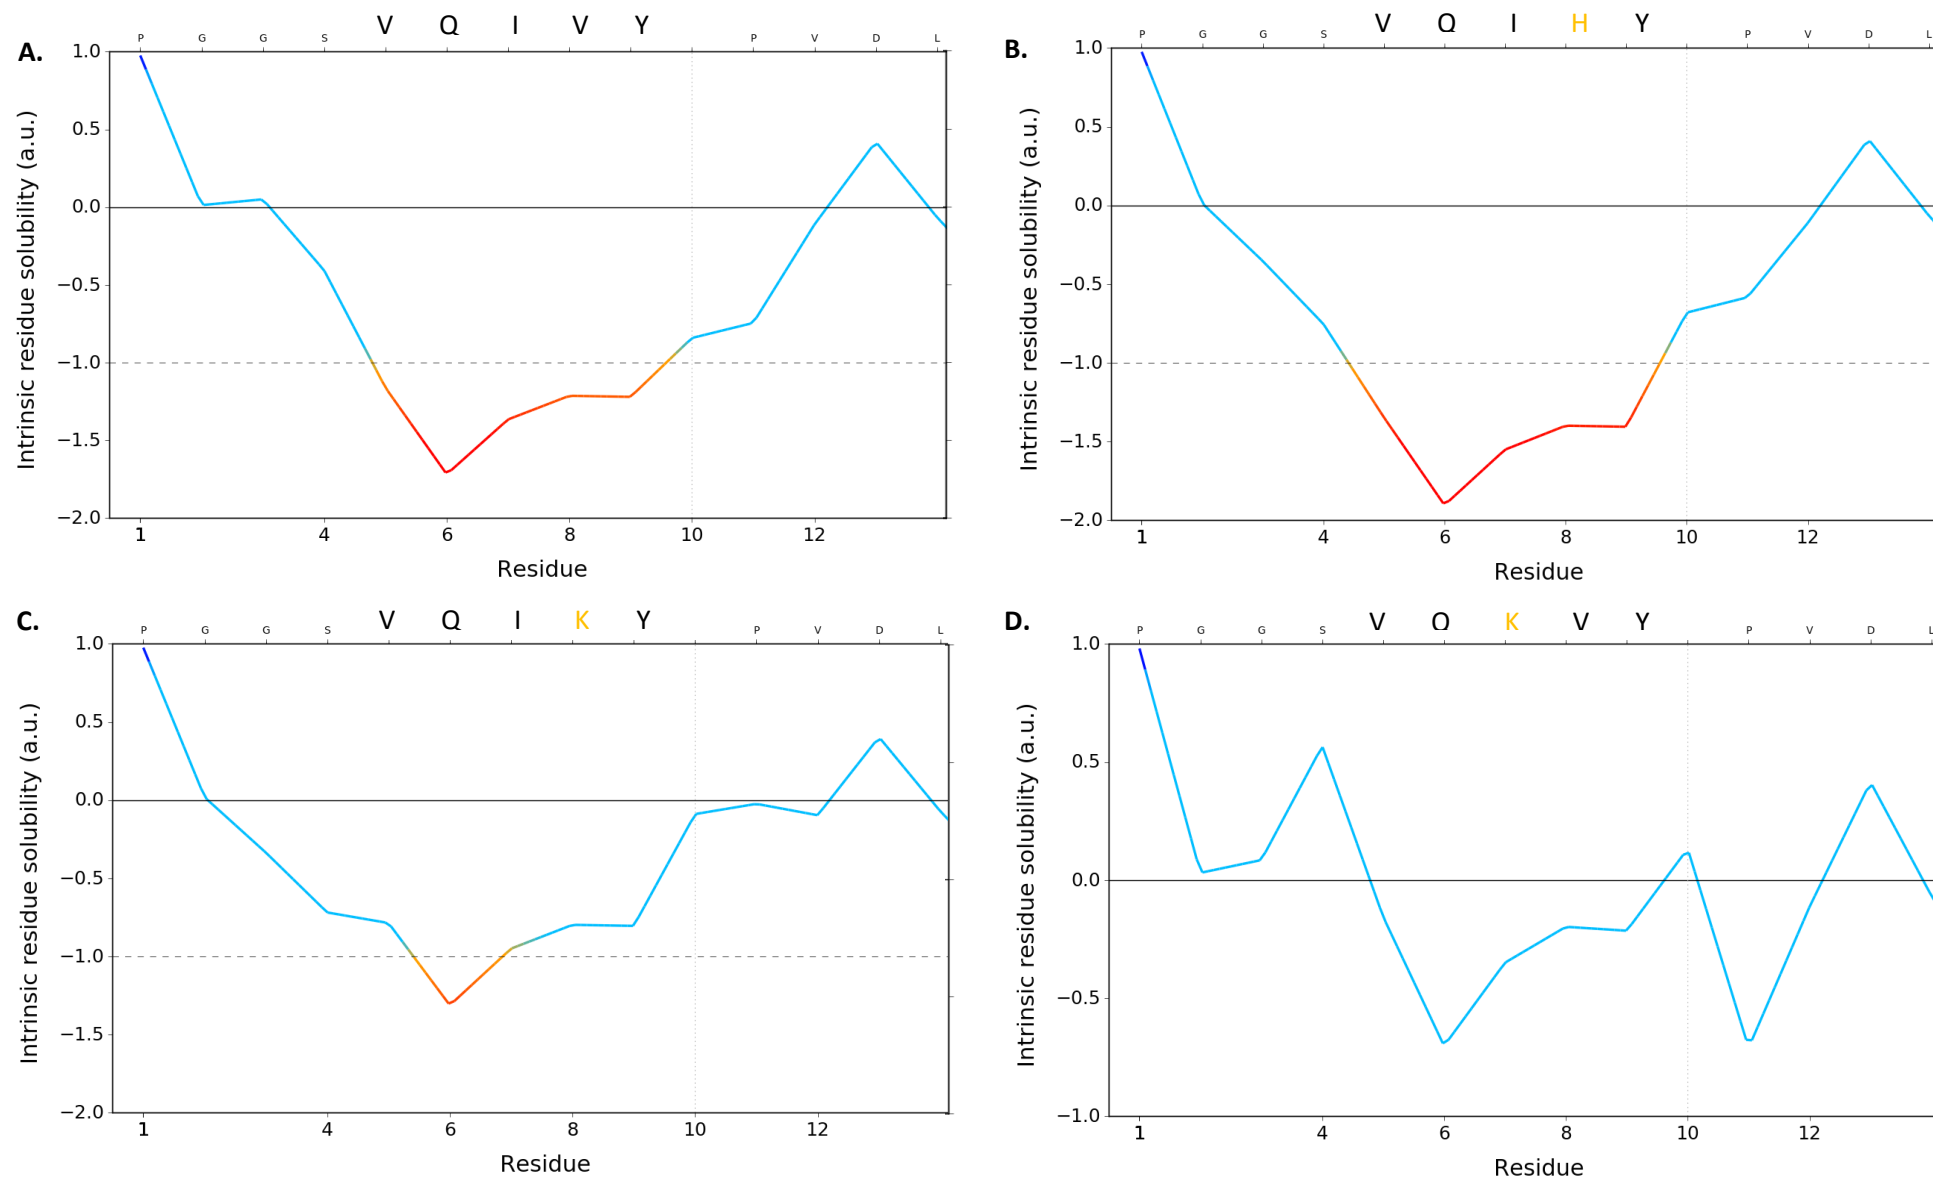 A.
V Q I V Y
P G G S P V D L
1.0
0.5
0.0
−0.5
−1.0
−1.5
−2.0
Intrinsic residue solubility (a.u.)
1 4 6 8 10 12
Residue
B.
V Q I H Y
P G G S P V D L
1.0
0.5
0.0
−0.5
−1.0
−1.5
−2.0
Intrinsic residue solubility (a.u.)
1 4 6 8 10 12
Residue
C.
V Q I K Y
P G G S P V D L
1.0
0.5
0.0
−0.5
−1.0
−1.5
−2.0
Intrinsic residue solubility (a.u.)
1 4 6 8 10 12
Residue
D.
V Q K V Y
P G G S P V D L
1.0
0.5
0.0
−0.5
−1.0
Intrinsic residue solubility (a.u.)
1 4 6 8 10 12
Residue